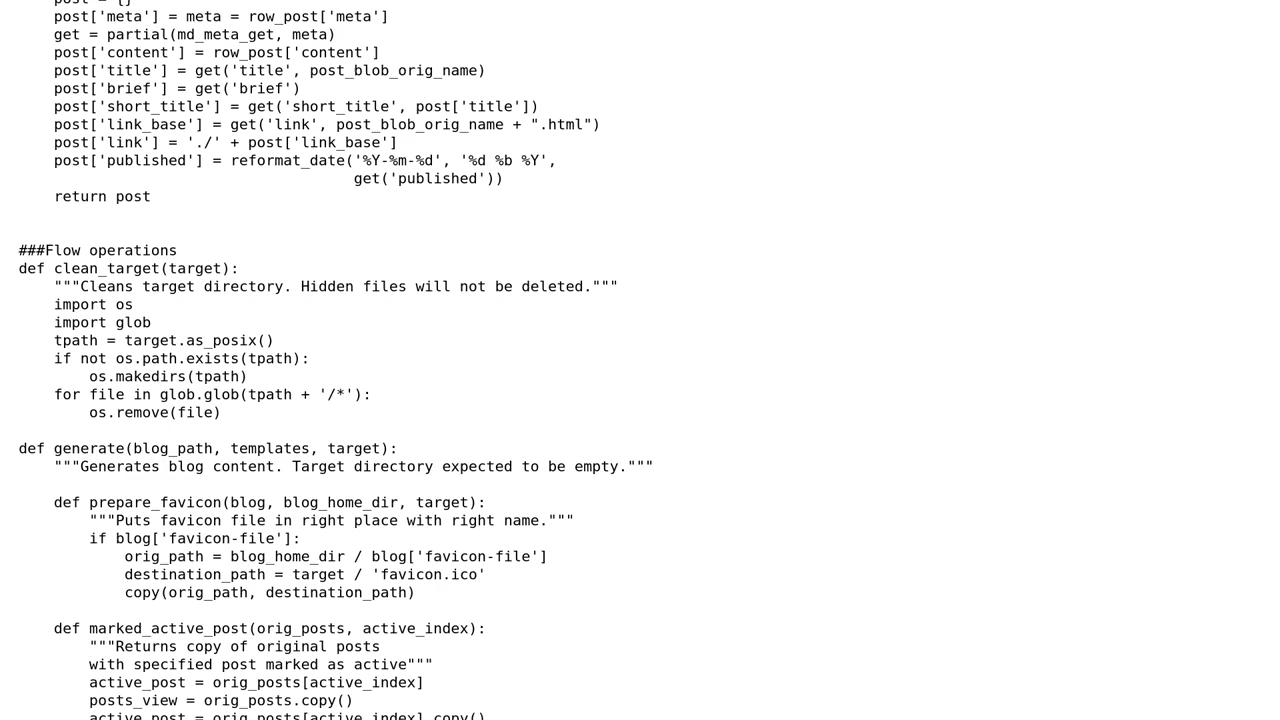 post = {}
    post['meta'] = meta = row_post['meta']
    get = partial(md_meta_get, meta)
    post['content'] = row_post['content']
    post['title'] = get('title', post_blob_orig_name)
    post['brief'] = get('brief')
    post['short_title'] = get('short_title', post['title'])
    post['link_base'] = get('link', post_blob_orig_name + ".html")
    post['link'] = './' + post['link_base']
    post['published'] = reformat_date('%Y-%m-%d', '%d %b %Y',
                                      get('published'))
    return post


###Flow operations
def clean_target(target):
    """Cleans target directory. Hidden files will not be deleted."""
    import os
    import glob
    tpath = target.as_posix()
    if not os.path.exists(tpath):
        os.makedirs(tpath)
    for file in glob.glob(tpath + '/*'):
        os.remove(file)

def generate(blog_path, templates, target):
    """Generates blog content. Target directory expected to be empty."""

    def prepare_favicon(blog, blog_home_dir, target):
        """Puts favicon file in right place with right name."""
        if blog['favicon-file']:
            orig_path = blog_home_dir / blog['favicon-file']
            destination_path = target / 'favicon.ico'
            copy(orig_path, destination_path)

    def marked_active_post(orig_posts, active_index):
        """Returns copy of original posts
        with specified post marked as active"""
        active_post = orig_posts[active_index]
        posts_view = orig_posts.copy()
        active_post = orig_posts[active_index].copy()